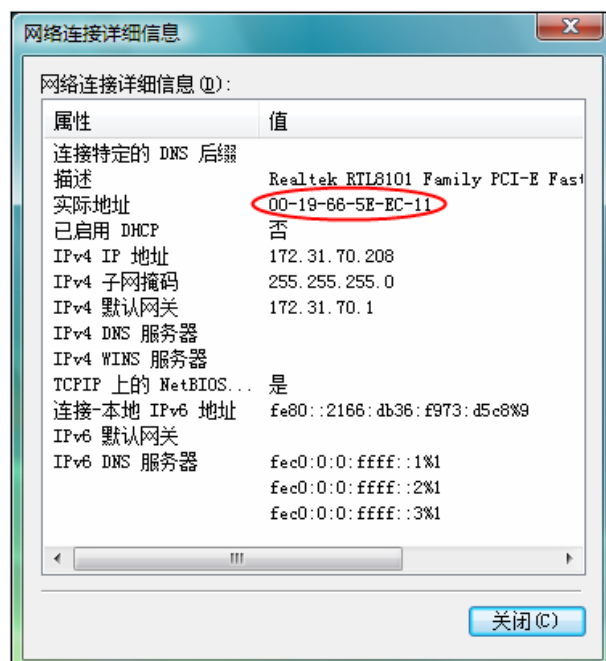 网络连接详细信息
网络连接详细信息(D):
属性 值
连接特定的 DNS 后缀
描述 Realtek RTL8101 Family PCI-E Fast
实际地址 00-19-66-5E-EC-11
已启用 DHCP 否
IPv4 IP 地址 172.31.70.208
IPv4 子网掩码 255.255.255.0
IPv4 默认网关 172.31.70.1
IPv4 DNS 服务器
IPv4 WINS 服务器
TCPIP 上的 NetBIOS... 是
连接-本地 IPv6 地址 fe80::2166:db36:f973:d5c8%9
IPv6 默认网关
IPv6 DNS 服务器 fec0:0:0:ffff::1%1
fec0:0:0:ffff::2%1
fec0:0:0:ffff::3%1
关闭(C)